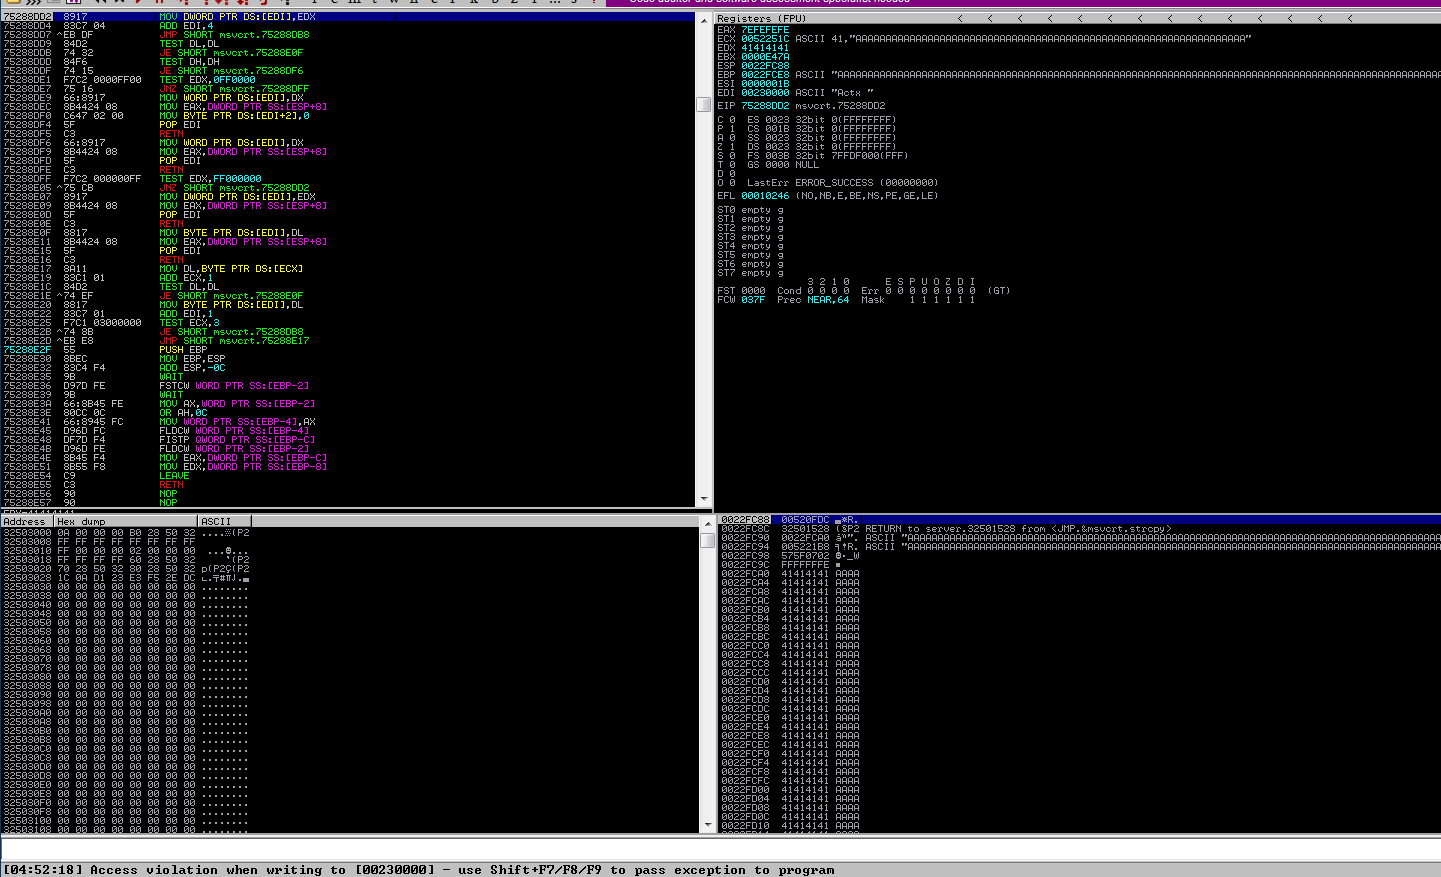 Code auditor and software assessment specialist needed
75288DD2 8917 MOV DWORD PTR DS:[EDI],EDX
75288DD4 83C7 04 ADD EDI,4
75288DD7 ^EB DF JMP SHORT msvcrt.75288DB8
75288DD9 84D2 TEST DL,DL
75288DDB 74 32 JE SHORT msvcrt.75288E0F
75288DDD 84F6 TEST DH,DH
75288DDF 74 15 JE SHORT msvcrt.75288DF6
75288DE1 F7C2 0000FF00 TEST EDX,0FF0000
75288DE7 75 16 JNZ SHORT msvcrt.75288DFF
75288DE9 66:8917 MOV WORD PTR DS:[EDI],DX
75288DEC 8B4424 08 MOV EAX,DWORD PTR SS:[ESP+8]
75288DF0 C647 02 00 MOV BYTE PTR DS:[EDI+2],0
75288DF4 5F POP EDI
75288DF5 C3 RETN
75288DF6 66:8917 MOV WORD PTR DS:[EDI],DX
75288DF9 8B4424 08 MOV EAX,DWORD PTR SS:[ESP+8]
75288DFD 5F POP EDI
75288DFE C3 RETN
75288DFF F7C2 000000FF TEST EDX,FF000000
75288E05 ^75 CB JNZ SHORT msvcrt.75288DD2
75288E07 8917 MOV DWORD PTR DS:[EDI],EDX
75288E09 8B4424 08 MOV EAX,DWORD PTR SS:[ESP+8]
75288E0D 5F POP EDI
75288E0E C3 RETN
75288E0F 8817 MOV BYTE PTR DS:[EDI],DL
75288E11 8B4424 08 MOV EAX,DWORD PTR SS:[ESP+8]
75288E15 5F POP EDI
75288E16 C3 RETN
75288E17 8A11 MOV DL,BYTE PTR DS:[ECX]
75288E19 83C1 01 ADD ECX,1
75288E1C 84D2 TEST DL,DL
75288E1E ^74 EF JE SHORT msvcrt.75288E0F
75288E20 8817 MOV BYTE PTR DS:[EDI],DL
75288E22 83C7 01 ADD EDI,1
75288E25 F7C1 03000000 TEST ECX,3
75288E2B ^74 8B JE SHORT msvcrt.75288DB8
75288E2D ^EB E8 JMP SHORT msvcrt.75288E17
75288E2F 55 PUSH EBP
75288E30 8BEC MOV EBP,ESP
75288E32 83C4 F4 ADD ESP,-0C
75288E35 9B WAIT
75288E36 D97D FE FSTCW WORD PTR SS:[EBP-2]
75288E39 9B WAIT
75288E3A 66:8B45 FE MOV AX,WORD PTR SS:[EBP-2]
75288E3E 80CC 0C OR AH,0C
75288E41 66:8945 FC MOV WORD PTR SS:[EBP-4],AX
75288E45 D96D FC FLDCW WORD PTR SS:[EBP-4]
75288E48 DF7D F4 FISTP QWORD PTR SS:[EBP-C]
75288E4B D96D FE FLDCW WORD PTR SS:[EBP-2]
75288E4E 8B45 F4 MOV EAX,DWORD PTR SS:[EBP-C]
75288E51 8B55 F8 MOV EDX,DWORD PTR SS:[EBP-8]
75288E54 C9 LEAVE
75288E55 C3 RETN
75288E56 90 NOP
75288E57 90 NOP
Registers (FPU) < < < < < < < < < < < < <
EAX 7EFEFEFE
ECX 0052251C ASCII 41,
EDX 41414141
EBX 0000E47A
ESP 0022FC88
EBP 0022FCE8 ASCII
ESI 0000001B
EDI 00230000 ASCII "Actx "
EIP 75288DD2 msvcrt.75288DD2
C 0 ES 0023 32bit 0(FFFFFFFF)
P 1 CS 001B 32bit 0(FFFFFFFF)
A 0 SS 0023 32bit 0(FFFFFFFF)
Z 1 DS 0023 32bit 0(FFFFFFFF)
S 0 FS 003B 32bit 7FFDF000(FFF)
T 0 GS 0000 NULL
D 0
O 0 LastErr ERROR_SUCCESS (00000000)
EFL 00010246 (NO,NB,E,BE,NS,PE,GE,LE)
ST0 empty g
ST1 empty g
ST2 empty g
ST3 empty g
ST4 empty g
ST5 empty g
ST6 empty g
ST7 empty g
3 2 1 0 E S P U O Z D I
FST 0000 Cond 0 0 0 0 Err 0 0 0 0 0 0 0 0 (GT)
FCW 037F Prec NEAR,64 Mask 1 1 1 1 1 1
Address Hex dump ASCII
32503000 0A 00 00 00 B0 28 50 32
32503008 FF FF FF FF FF FF FF FF
32503010 FF 00 00 00 02 00 00 00
32503018 FF FF FF FF 60 28 50 32 `(P2
32503020 70 28 50 32 80 28 50 32 p(P2Ç(P2
32503028 1C 0A D1 23 E3 F5 2E DC
32503030 00 00 00 00 00 00 00 00 ........
32503038 00 00 00 00 00 00 00 00 ........
32503040 00 00 00 00 00 00 00 00 ........
32503048 00 00 00 00 00 00 00 00 ........
32503050 00 00 00 00 00 00 00 00 ........
32503058 00 00 00 00 00 00 00 00 ........
32503060 00 00 00 00 00 00 00 00 ........
32503068 00 00 00 00 00 00 00 00 ........
32503070 00 00 00 00 00 00 00 00 ........
32503078 00 00 00 00 00 00 00 00 ........
32503080 00 00 00 00 00 00 00 00 ........
32503088 00 00 00 00 00 00 00 00 ........
32503090 00 00 00 00 00 00 00 00 ........
32503098 00 00 00 00 00 00 00 00 ........
325030A0 00 00 00 00 00 00 00 00 ........
325030A8 00 00 00 00 00 00 00 00 ........
325030B0 00 00 00 00 00 00 00 00 ........
325030B8 00 00 00 00 00 00 00 00 ........
325030C0 00 00 00 00 00 00 00 00 ........
325030C8 00 00 00 00 00 00 00 00 ........
325030D0 00 00 00 00 00 00 00 00 ........
325030D8 00 00 00 00 00 00 00 00 ........
325030E0 00 00 00 00 00 00 00 00 ........
325030E8 00 00 00 00 00 00 00 00 ........
325030F0 00 00 00 00 00 00 00 00 ........
325030F8 00 00 00 00 00 00 00 00 ........
32503100 00 00 00 00 00 00 00 00 ........
32503108 00 00 00 00 00 00 00 00 ........
0022FC88 00520FDC
0022FC8C 32501528 RETURN to server.32501528 from <JMP.&msvcrt.strcpy>
0022FC90 0022FCA0 ASCII
0022FC94 005221B8 ASCII
0022FC98 575F0702
0022FC9C FFFFFFFE
0022FCA0 41414141 AAAA
0022FCA4 41414141 AAAA
0022FCA8 41414141 AAAA
0022FCAC 41414141 AAAA
0022FCB0 41414141 AAAA
0022FCB4 41414141 AAAA
0022FCB8 41414141 AAAA
0022FCBC 41414141 AAAA
0022FCC0 41414141 AAAA
0022FCC4 41414141 AAAA
0022FCC8 41414141 AAAA
0022FCCC 41414141 AAAA
0022FCD0 41414141 AAAA
0022FCD4 41414141 AAAA
0022FCD8 41414141 AAAA
0022FCDC 41414141 AAAA
0022FCE0 41414141 AAAA
0022FCE4 41414141 AAAA
0022FCE8 41414141 AAAA
0022FCEC 41414141 AAAA
0022FCF0 41414141 AAAA
0022FCF4 41414141 AAAA
0022FCF8 41414141 AAAA
0022FCFC 41414141 AAAA
0022FD00 41414141 AAAA
0022FD04 41414141 AAAA
0022FD08 41414141 AAAA
0022FD0C 41414141 AAAA
0022FD10 41414141 AAAA
[04:52:18] Access violation when writing to [00230000] - use Shift+F7/F8/F9 to pass exception to program